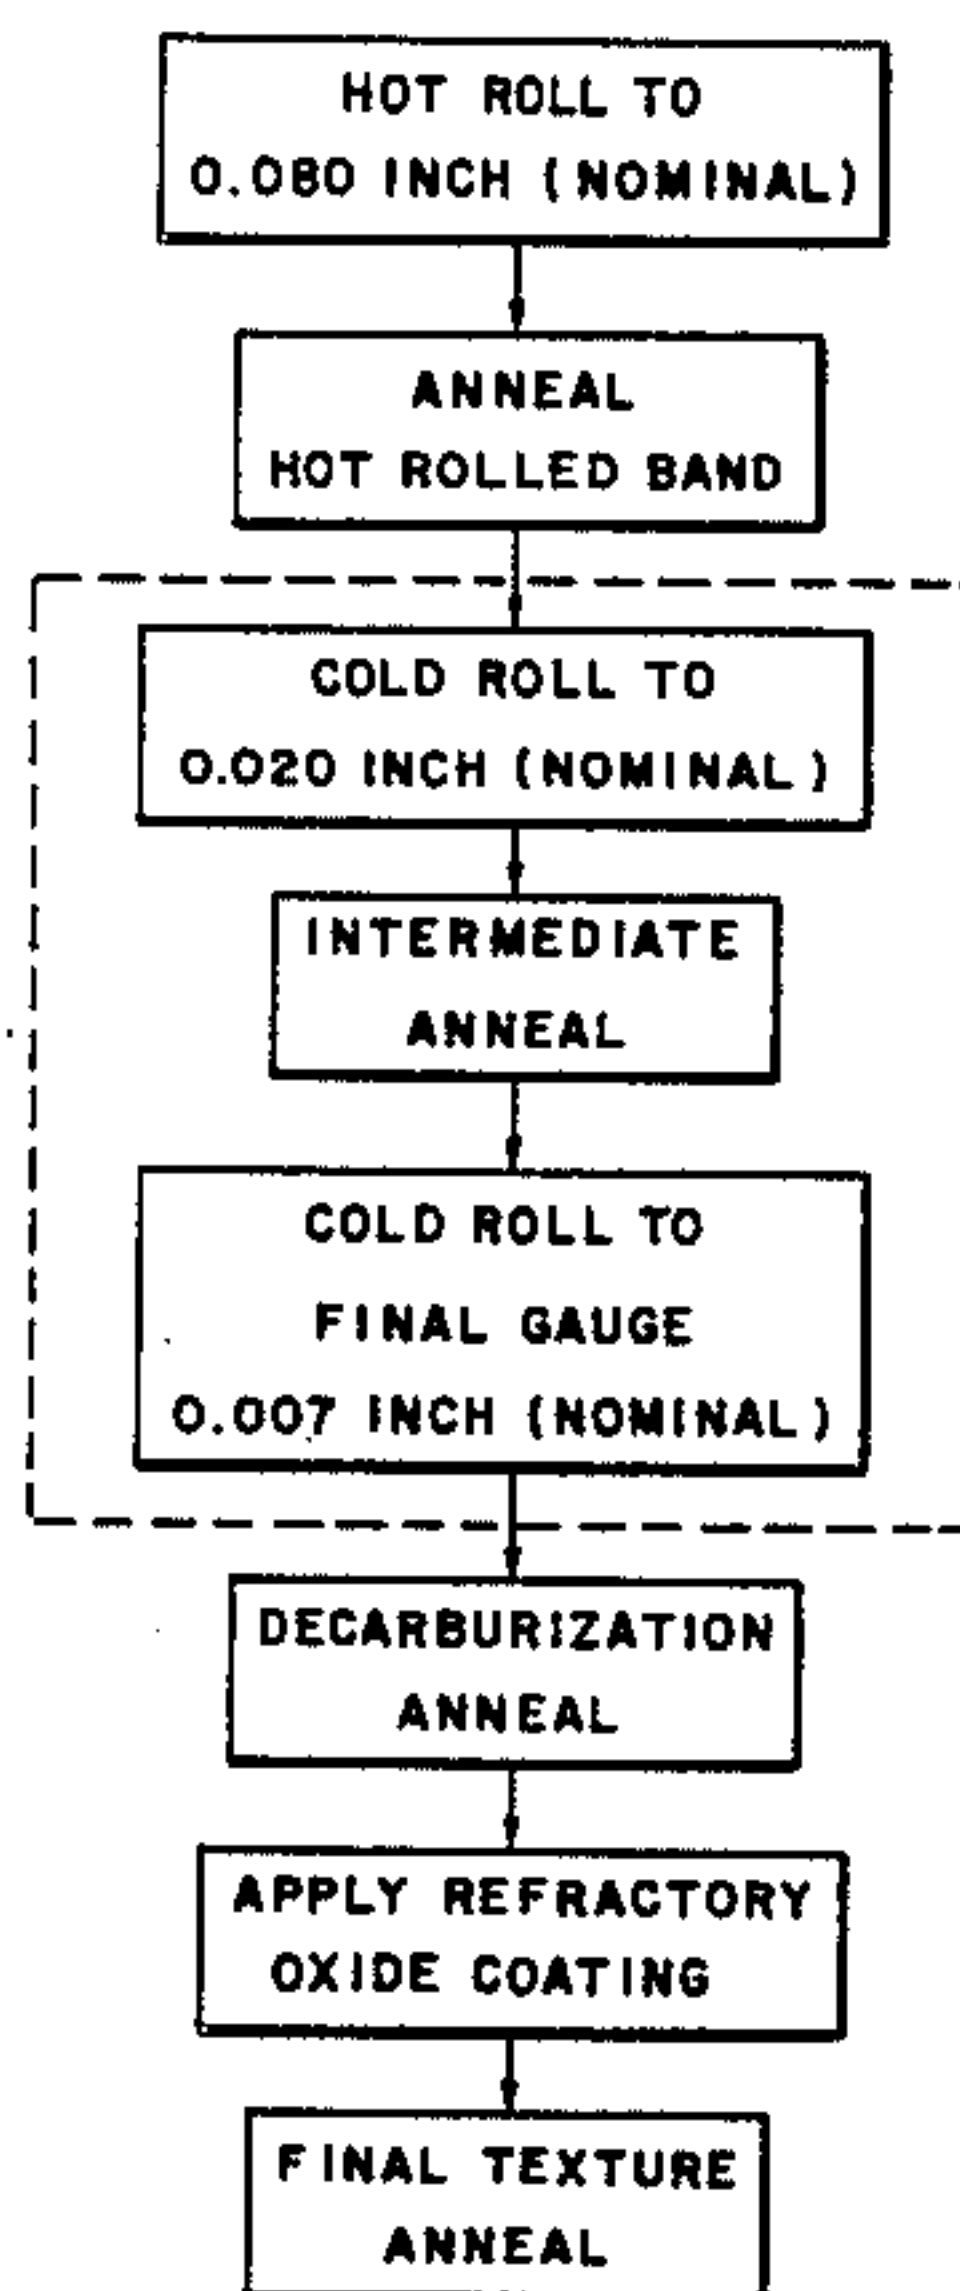 HOT ROLL TO
0.080 INCH (NOMINAL)
ANNEAL
HOT ROLLED BAND
COLD ROLL TO
0.020 INCH (NOMINAL)
INTERMEDIATE
ANNEAL
COLD ROLL TO
FINAL GAUGE
0.007 INCH (NOMINAL)
DECARBURIZATION
ANNEAL
APPLY REFRACTORY
OXIDE COATING
FINAL TEXTURE
ANNEAL